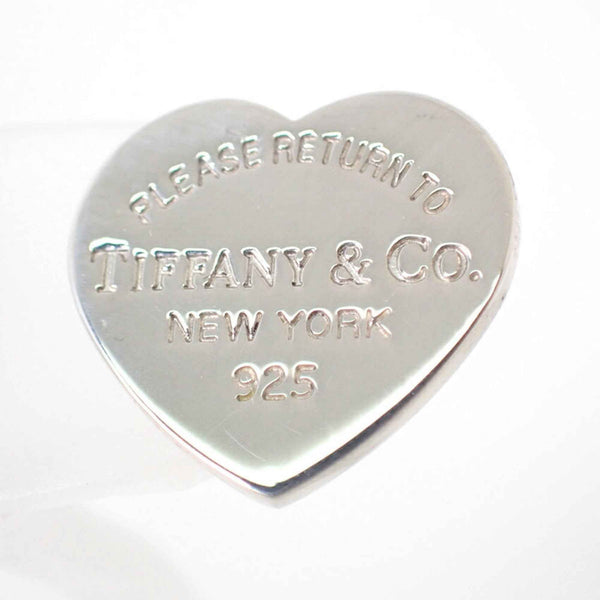 PLEASE RETURN TO
TIFFANY & CO.
NEW YORK
925